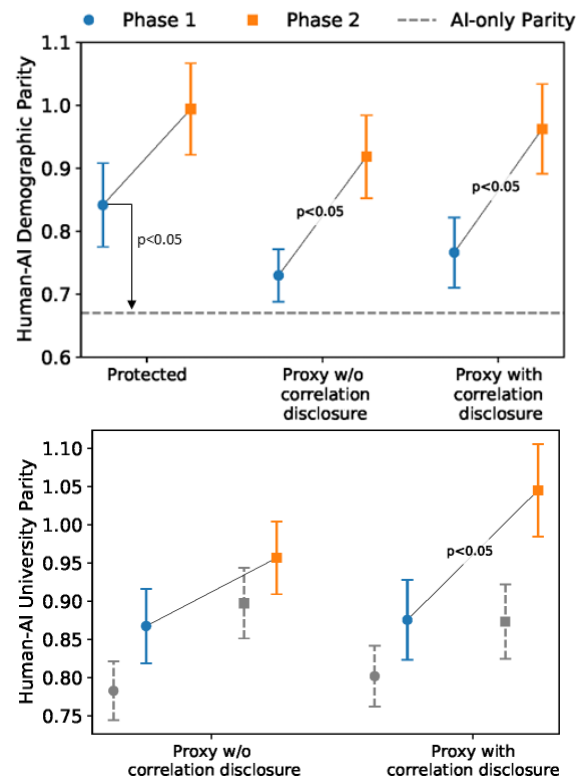 Phase 1 Phase 2 AI-only Parity
Human-AI Demographic Parity
1.1
1.0
0.9
0.8
0.7
0.6
p<0.05
p<0.05
p<0.05
Protected
Proxy w/o
correlation
disclosure
Proxy with
correlation
disclosure
Human-AI University Parity
1.10
1.05
1.00
0.95
0.90
0.85
0.80
0.75
p<0.05
Proxy w/o
correlation disclosure
Proxy with
correlation disclosure